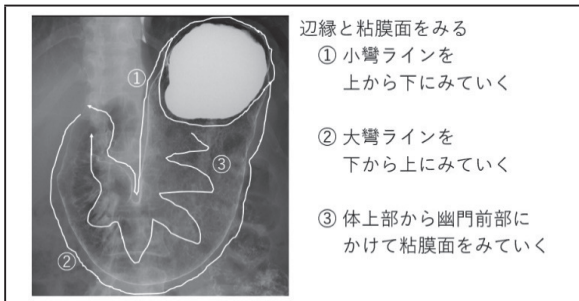 辺縁と粘膜面をみる
① 小彎ラインを
上から下にみていく
② 大彎ラインを
下から上にみていく
③ 体上部から幽門前部に
かけて粘膜面をみていく
①
③
②